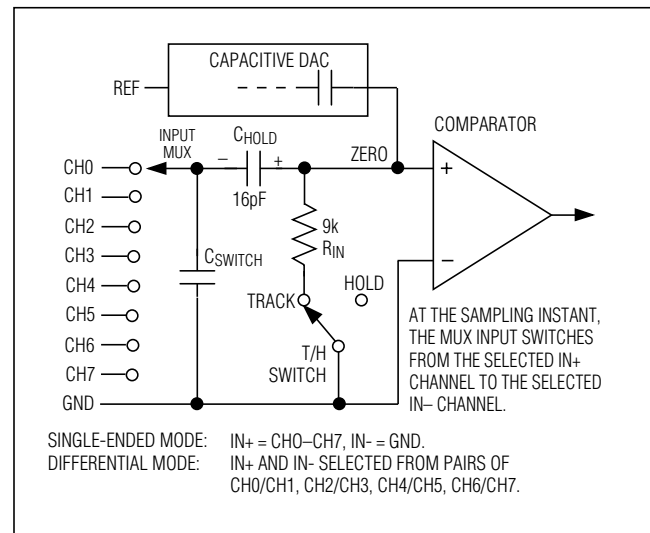 CAPACITIVE DAC
REF
COMPARATOR
INPUT
MUX
CHOLD
ZERO
– +
16pF
+
–
CH0
CH1
CH2
CH3
CH4
CH5
CH6
CH7
GND
CSWITCH
9k
RIN
TRACK
HOLD
T/H
SWITCH
AT THE SAMPLING INSTANT,
THE MUX INPUT SWITCHES
FROM THE SELECTED IN+
CHANNEL TO THE SELECTED
IN– CHANNEL.
SINGLE-ENDED MODE: IN+ = CHO–CH7, IN- = GND.
DIFFERENTIAL MODE: IN+ AND IN- SELECTED FROM PAIRS OF
CH0/CH1, CH2/CH3, CH4/CH5, CH6/CH7.